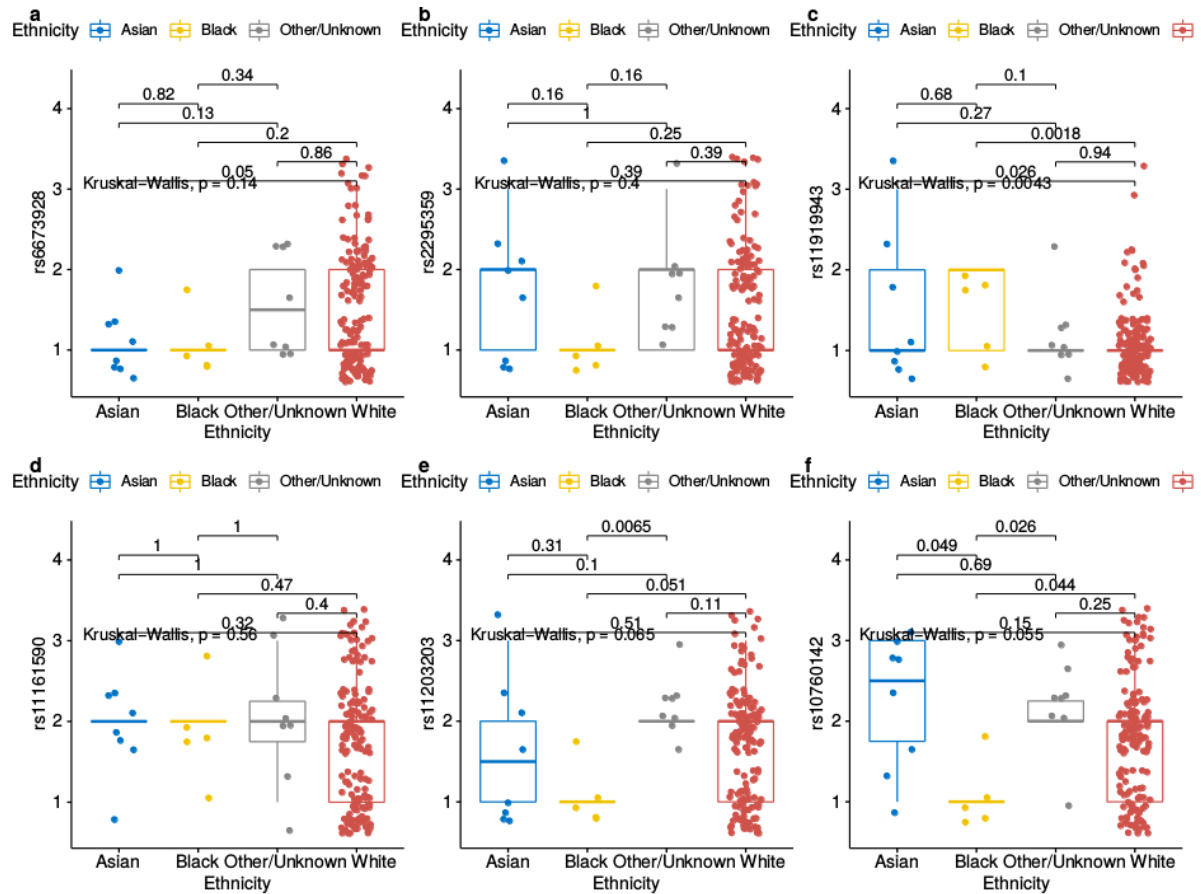 a
Ethnicity Asian Black Other/Unknown
rs6673928
4
3
2
1
0.34
0.82
0.13
0.2
0.86
0.05
Kruskal-Wallis, p = 0.14
Asian Black Other/Unknown White
Ethnicity
b
Ethnicity Asian Black Other/Unknown
rs2295359
4
3
2
1
0.16
0.16
1
0.25
0.39
0.39
Kruskal-Wallis, p = 0.4
Asian Black Other/Unknown White
Ethnicity
c
Ethnicity Asian Black Other/Unknown
rs11919943
4
3
2
1
0.1
0.68
0.27
0.0018
0.94
0.026
Kruskal-Wallis, p = 0.0043
Asian Black Other/Unknown White
Ethnicity
d
Ethnicity Asian Black Other/Unknown
rs11161590
4
3
2
1
1
1
1
0.47
0.4
0.32
Kruskal-Wallis, p = 0.56
Asian Black Other/Unknown White
Ethnicity
e
Ethnicity Asian Black Other/Unknown
rs11203203
4
3
2
1
0.0065
0.31
0.1
0.051
0.11
0.51
Kruskal-Wallis, p = 0.065
Asian Black Other/Unknown White
Ethnicity
f
Ethnicity Asian Black Other/Unknown
rs10760142
4
3
2
1
0.026
0.049
0.69
0.044
0.25
0.15
Kruskal-Wallis, p = 0.055
Asian Black Other/Unknown White
Ethnicity